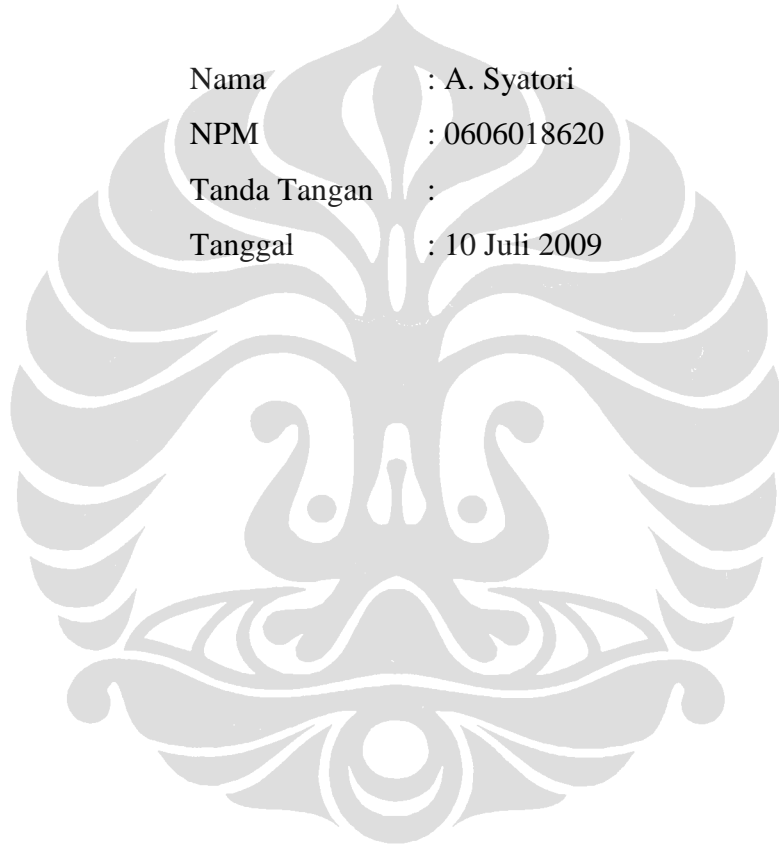 Nama : A. Syatori
NPM : 0606018620
Tanda Tangan :
Tanggal : 10 Juli 2009